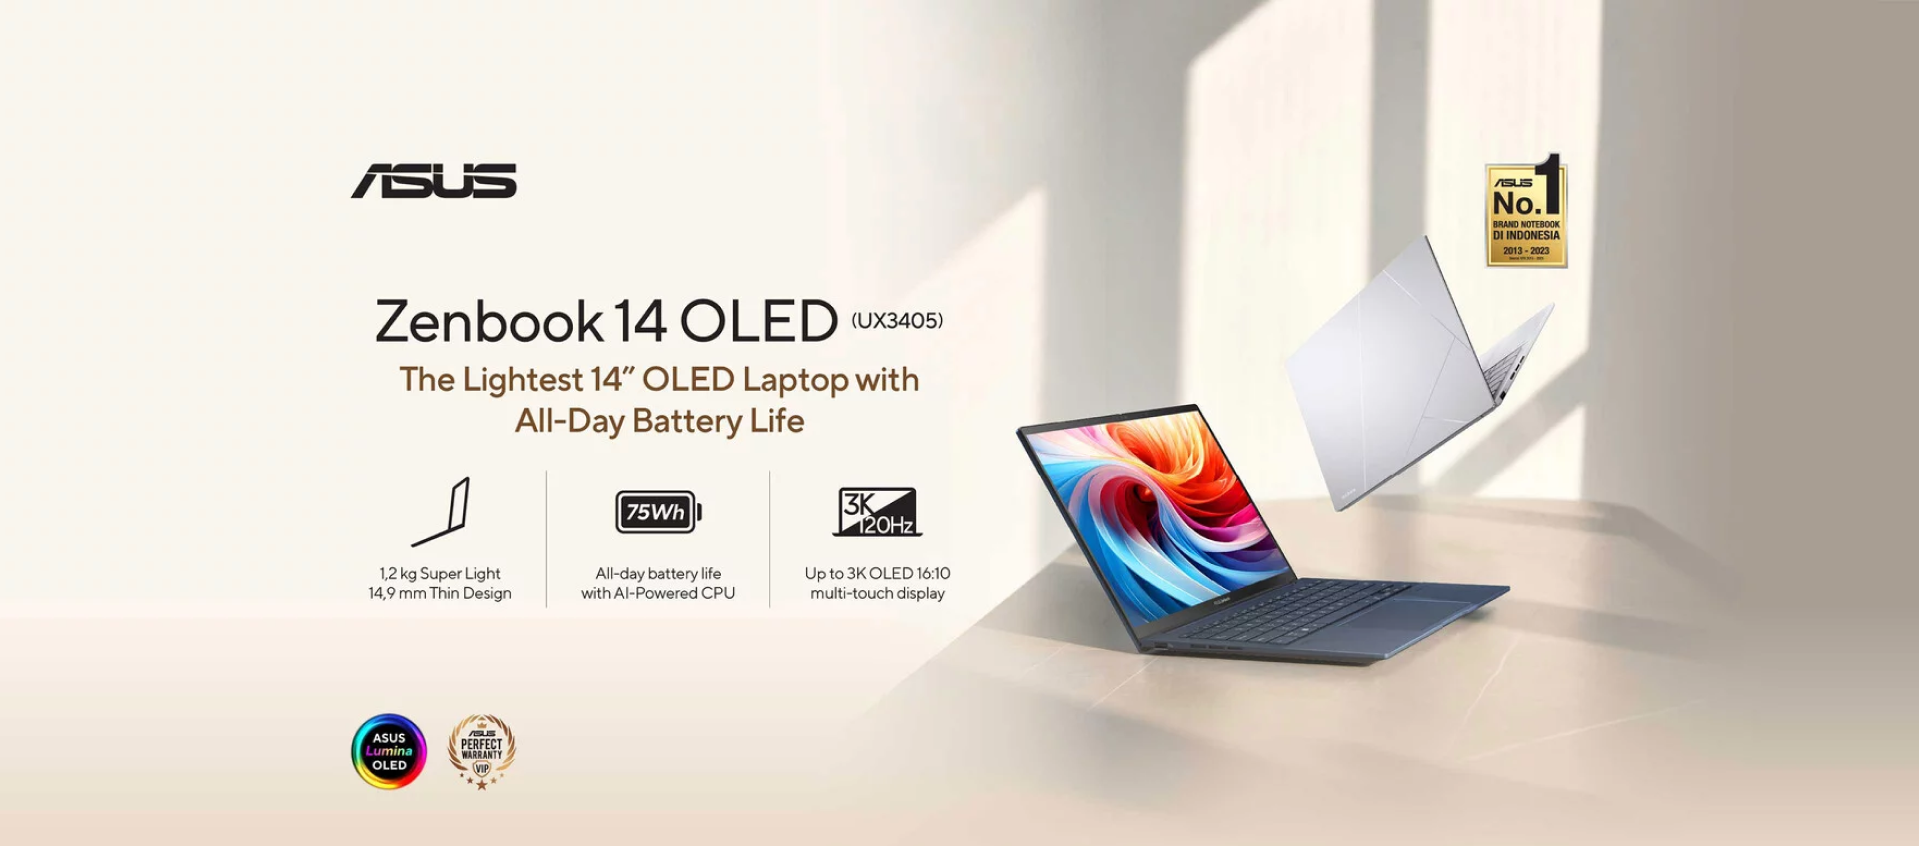 ASUS
ASUS
No.1
BRAND NOTEBOOK
DI INDONESIA
2013 - 2023
Zenbook 14 OLED (UX3405)
The Lightest 14” OLED Laptop with
All-Day Battery Life
75Wh
3K
120Hz
1,2 kg Super Light
14,9 mm Thin Design
All-day battery life
with AI-Powered CPU
Up to 3K OLED 16:10
multi-touch display
ASUS
Lumina
OLED
ASUS
PERFECT
WARRANTY
VIP